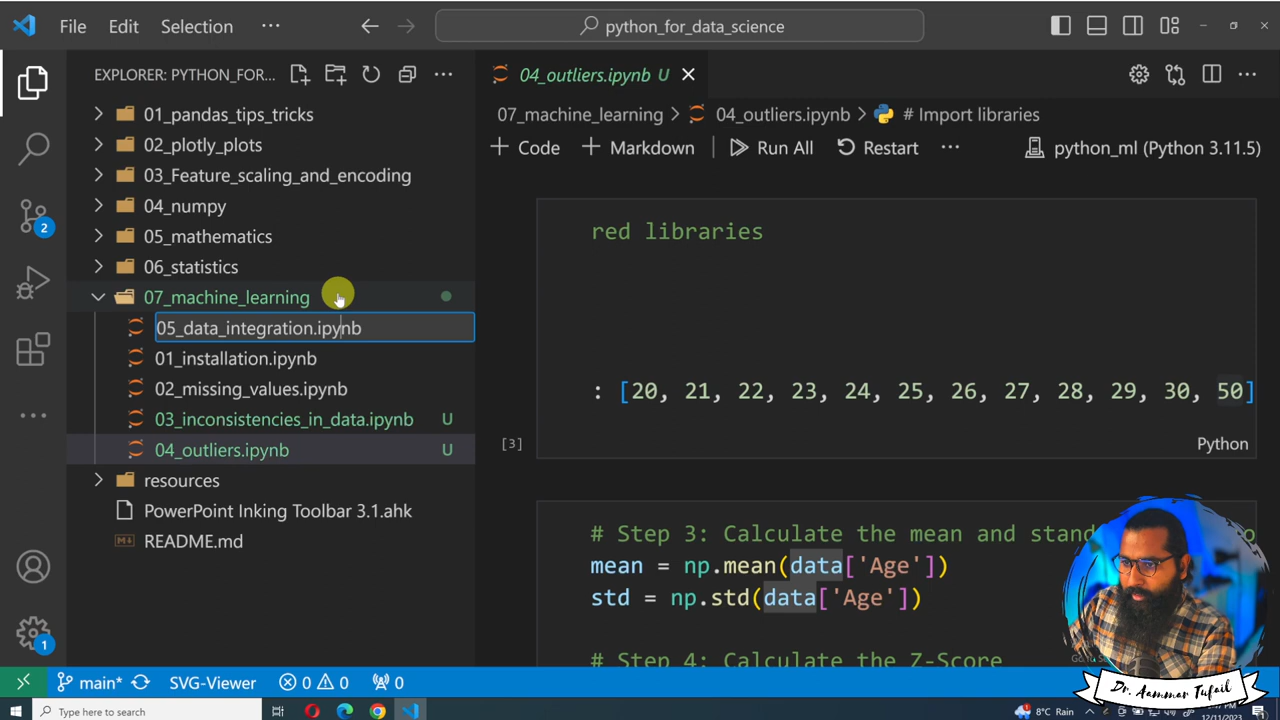 File Edit Selection ··· python_for_data_science
EXPLORER: PYTHON_FOR... ···
04_outliers.ipynb U ···
01_pandas_tips_tricks
02_plotly_plots
03_Feature_scaling_and_encoding
04_numpy
05_mathematics
06_statistics
07_machine_learning
05_data_integration.ipynb
01_installation.ipynb
02_missing_values.ipynb
03_inconsistencies_in_data.ipynb U
04_outliers.ipynb U
resources
PowerPoint Inking Toolbar 3.1.ahk
README.md
2
1
07_machine_learning > 04_outliers.ipynb > # Import libraries
+ Code + Markdown Run All Restart ··· python_ml (Python 3.11.5)
red libraries
: [20, 21, 22, 23, 24, 25, 26, 27, 28, 29, 30, 50]
[3] Python
# Step 3: Calculate the mean and stand
mean = np.mean(data['Age'])
std = np.std(data['Age'])
# Step 4: Calculate the Z-Score
Dr. Aammar Tufail
main* SVG-Viewer 0 0 0
Type here to search
8°C Rain
12/11/2023